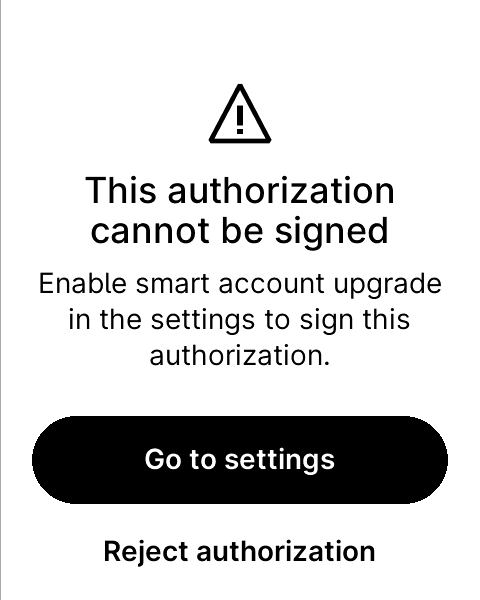 This authorization
cannot be signed
Enable smart account upgrade
in the settings to sign this
authorization.
Go to settings
Reject authorization